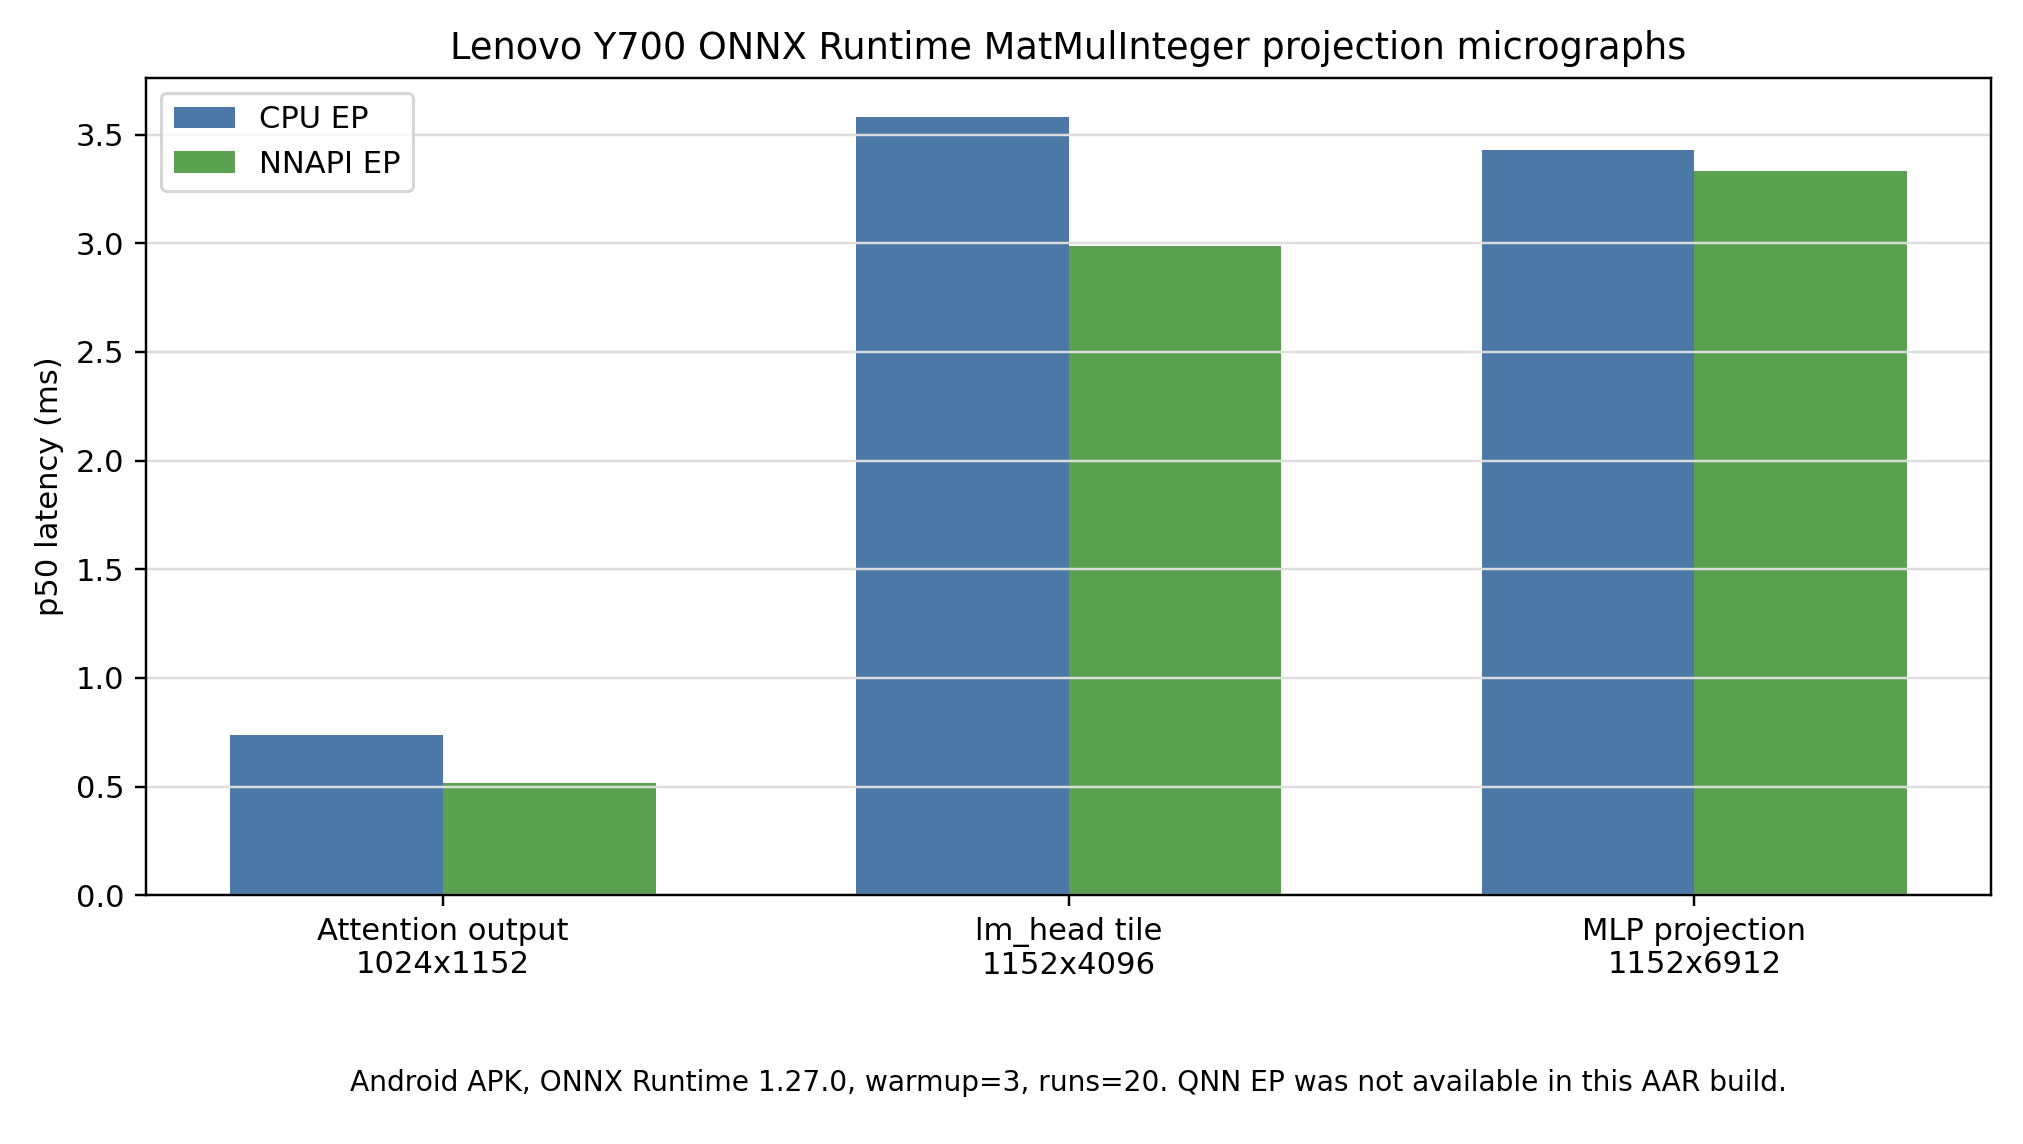 Lenovo Y700 ONNX Runtime MatMulInteger projection micrographs
CPU EP
NNAPI EP
p50 latency (ms)
3.5
3.0
2.5
2.0
1.5
1.0
0.5
0.0
Attention output
1024x1152
lm_head tile
1152x4096
MLP projection
1152x6912
Android APK, ONNX Runtime 1.27.0, warmup=3, runs=20. QNN EP was not available in this AAR build.